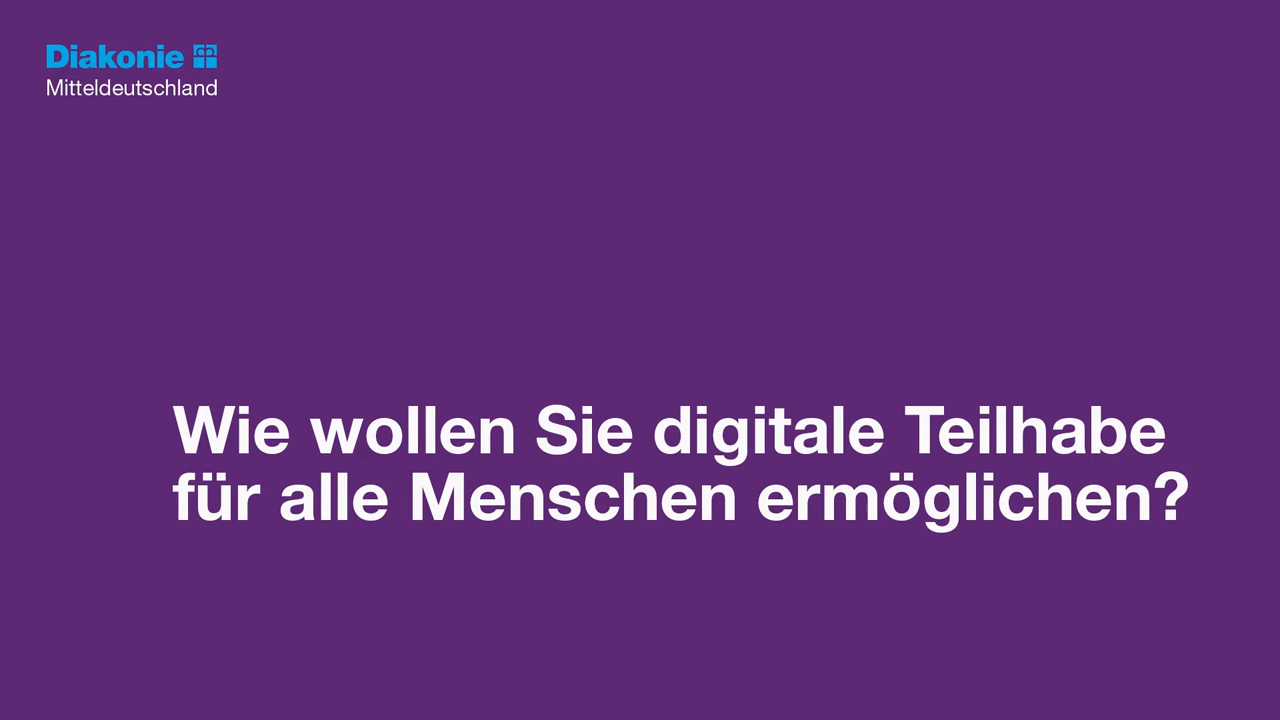 Diakonie
Mitteldeutschland
Wie wollen Sie digitale Teilhabe
für alle Menschen ermöglichen?